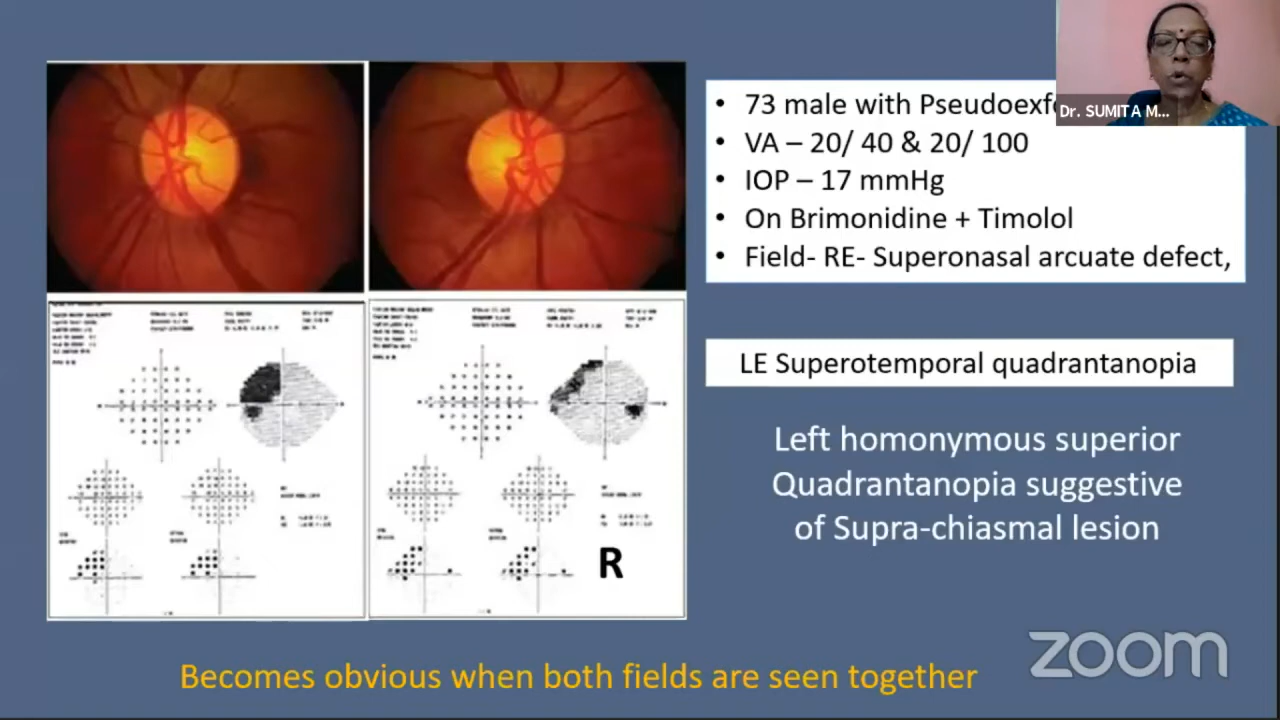 • 73 male with Pseudoexf
Dr. SUMITA M...
• VA – 20/ 40 & 20/ 100
• IOP – 17 mmHg
• On Brimonidine + Timolol
• Field- RE- Superonasal arcuate defect,
LE Superotemporal quadrantanopia
Left homonymous superior
Quadrantanopia suggestive
of Supra-chiasmal lesion
R
Becomes obvious when both fields are seen together
zoom